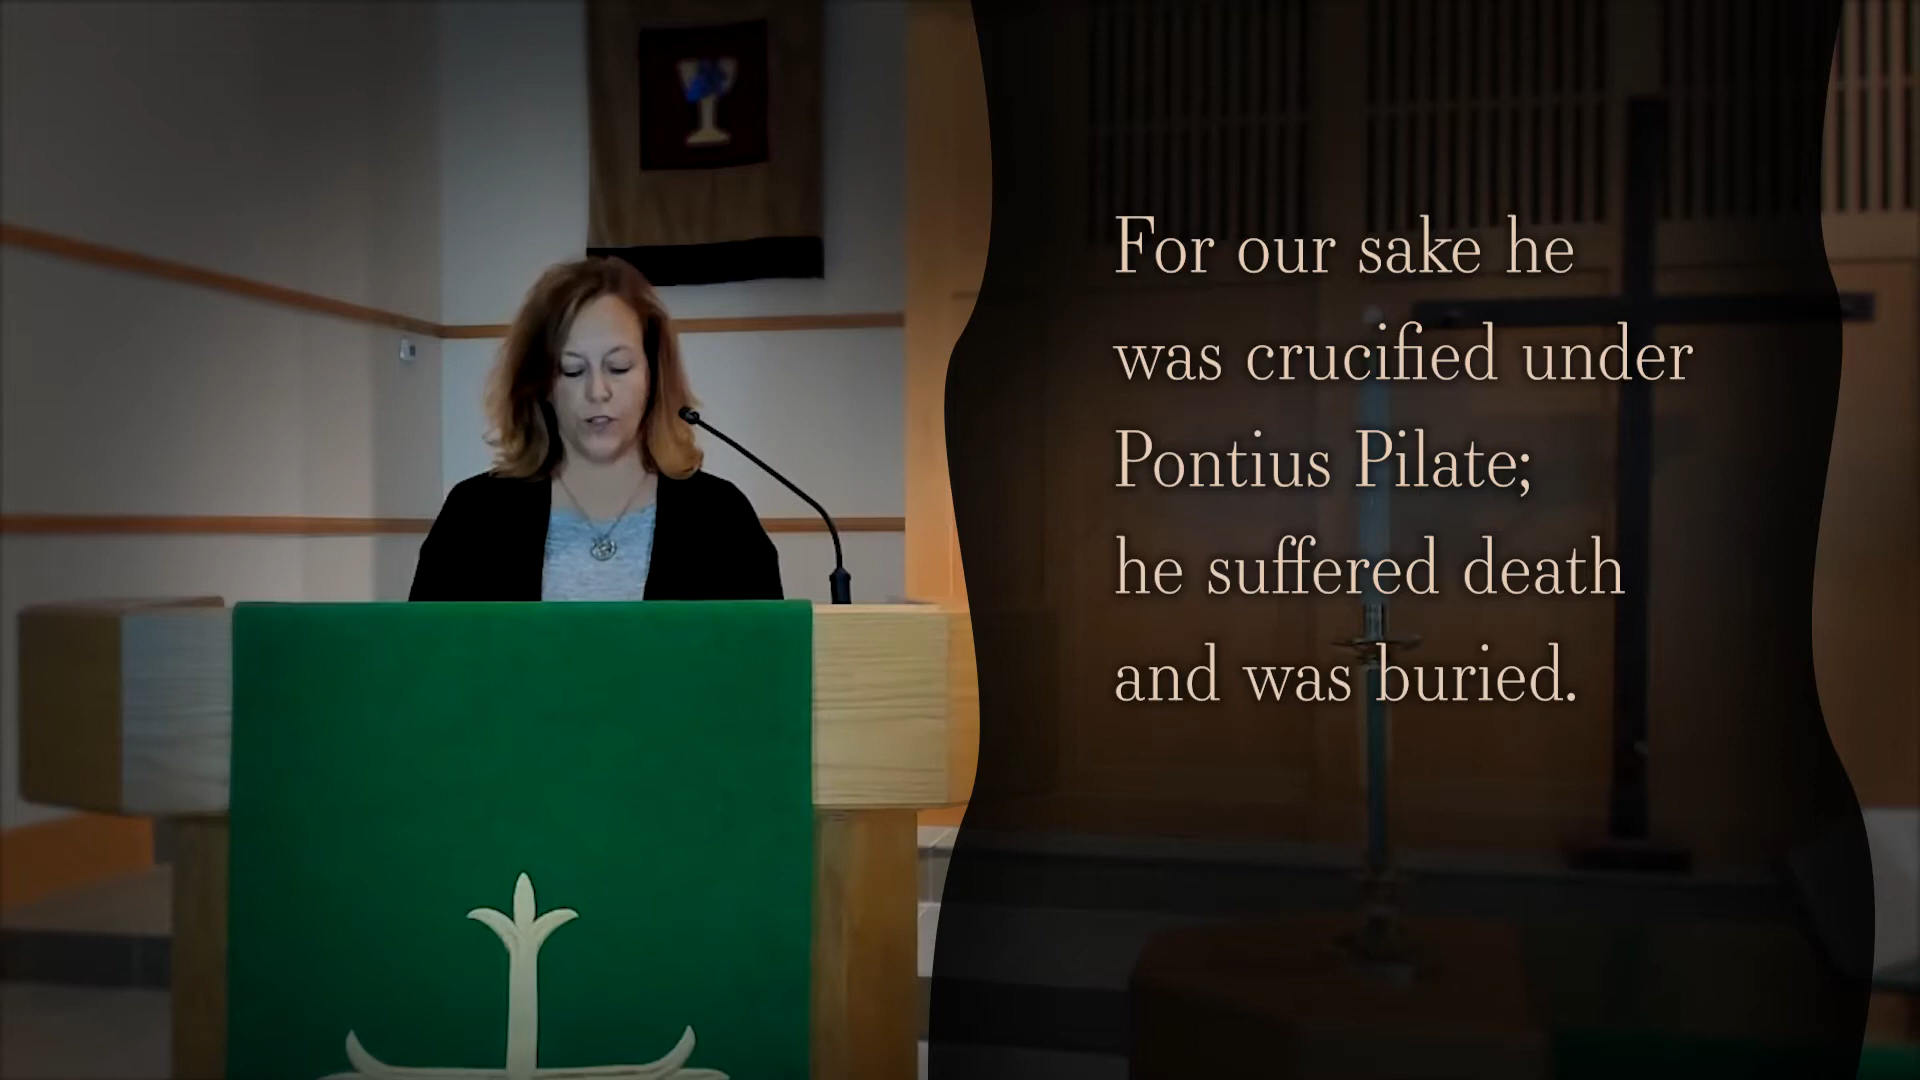 For our sake he
was crucified under
Pontius Pilate;
he suffered death
and was buried.